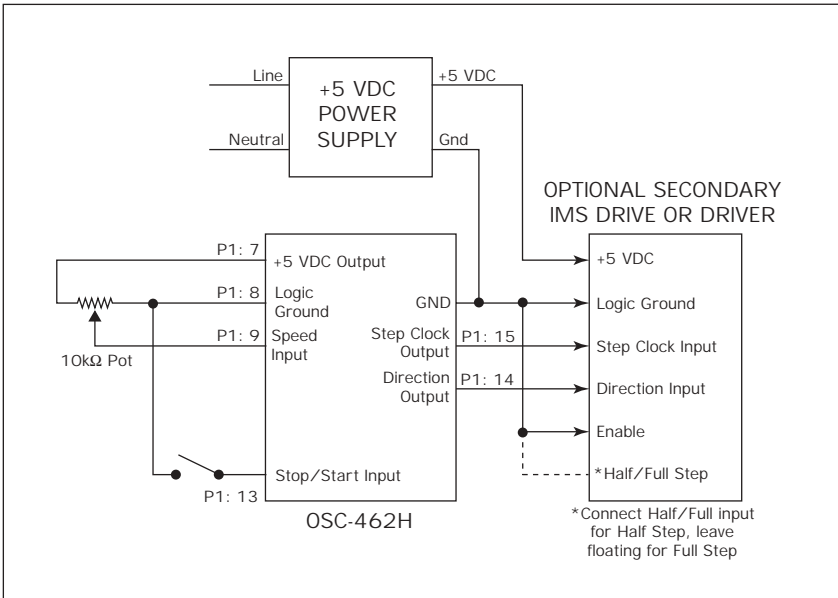 Line
Neutral
+5 VDC
POWER
SUPPLY
+5 VDC
Gnd
OPTIONAL SECONDARY
IMS DRIVE OR DRIVER
P1: 7
P1: 8
P1: 9
10kΩ Pot
P1: 13
+5 VDC Output
Logic
Ground
Speed
Input
Stop/Start Input
GND
Step Clock
Output
Direction
Output
P1: 15
P1: 14
OSC-462H
+5 VDC
Logic Ground
Step Clock Input
Direction Input
Enable
*Half/Full Step
*Connect Half/Full input
for Half Step, leave
floating for Full Step